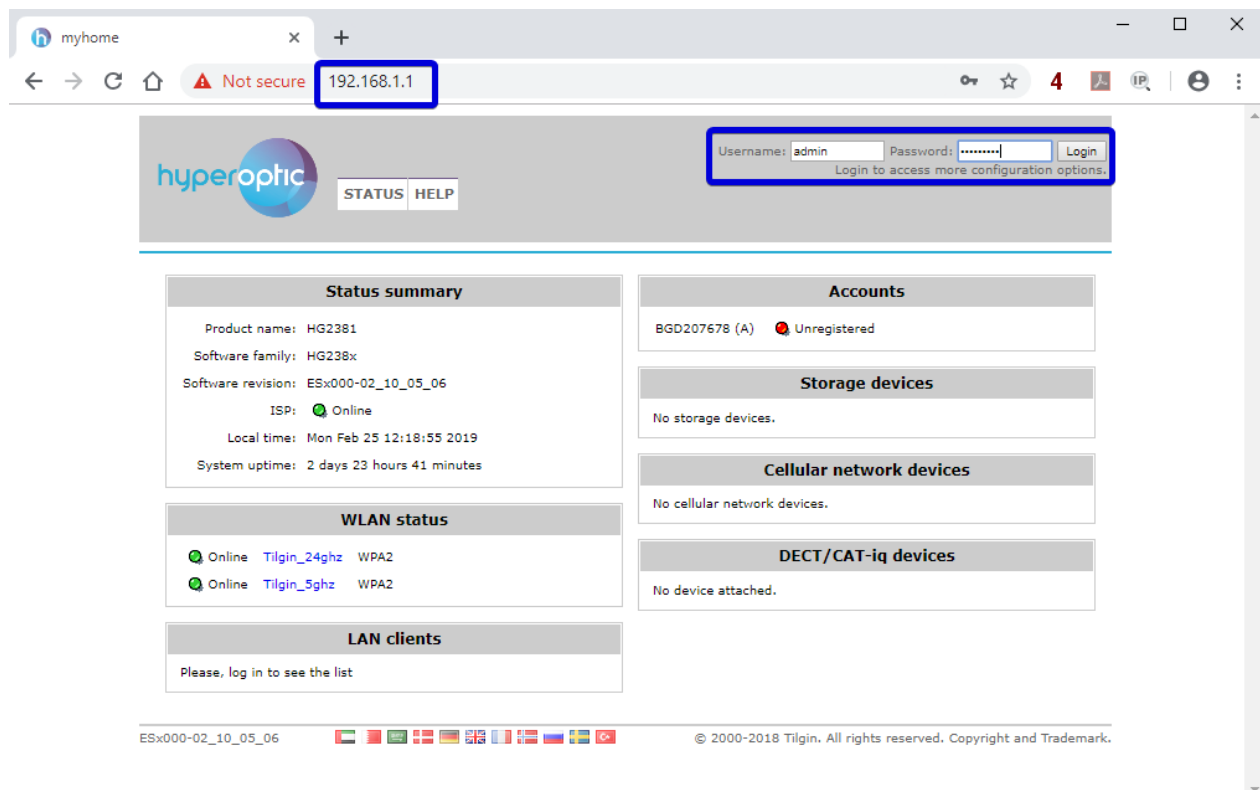 myhome
Not secure 192.168.1.1
4
IP
Username: admin Password: ••••••••• Login
Login to access more configuration options.
hyperoptic
STATUS HELP
Status summary
Product name: HG2381
Software family: HG238x
Software revision: ESx000-02_10_05_06
ISP: Online
Local time: Mon Feb 25 12:18:55 2019
System uptime: 2 days 23 hours 41 minutes
WLAN status
Online Tilgin_24ghz WPA2
Online Tilgin_5ghz WPA2
LAN clients
Please, log in to see the list
Accounts
BGD207678 (A) Unregistered
Storage devices
No storage devices.
Cellular network devices
No cellular network devices.
DECT/CAT-iq devices
No device attached.
ESx000-02_10_05_06
© 2000-2018 Tilgin. All rights reserved. Copyright and Trademark.